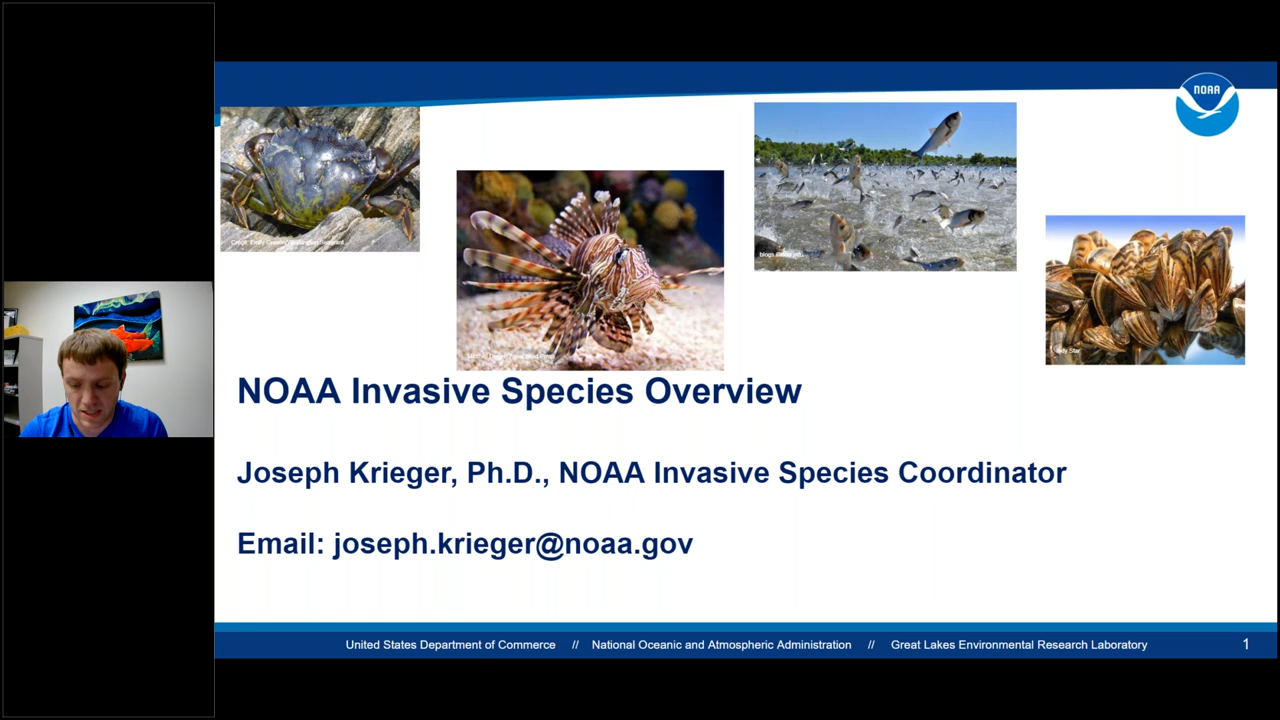 NOAA
NOAA Invasive Species Overview
Joseph Krieger, Ph.D., NOAA Invasive Species Coordinator
Email: joseph.krieger@noaa.gov
United States Department of Commerce // National Oceanic and Atmospheric Administration // Great Lakes Environmental Research Laboratory 1